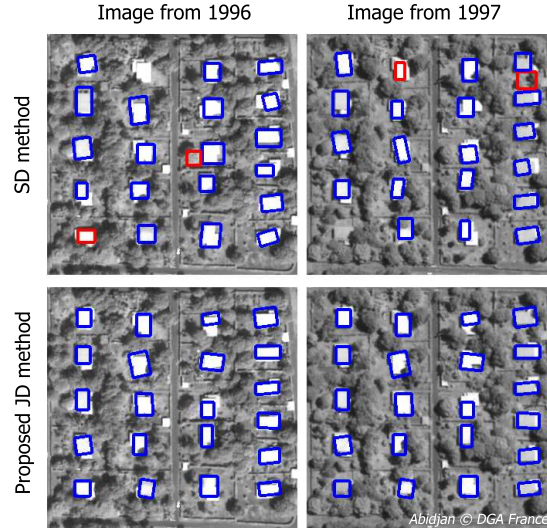 Image from 1996
Image from 1997
SD method
Proposed JD method
Abidjan © DGA France